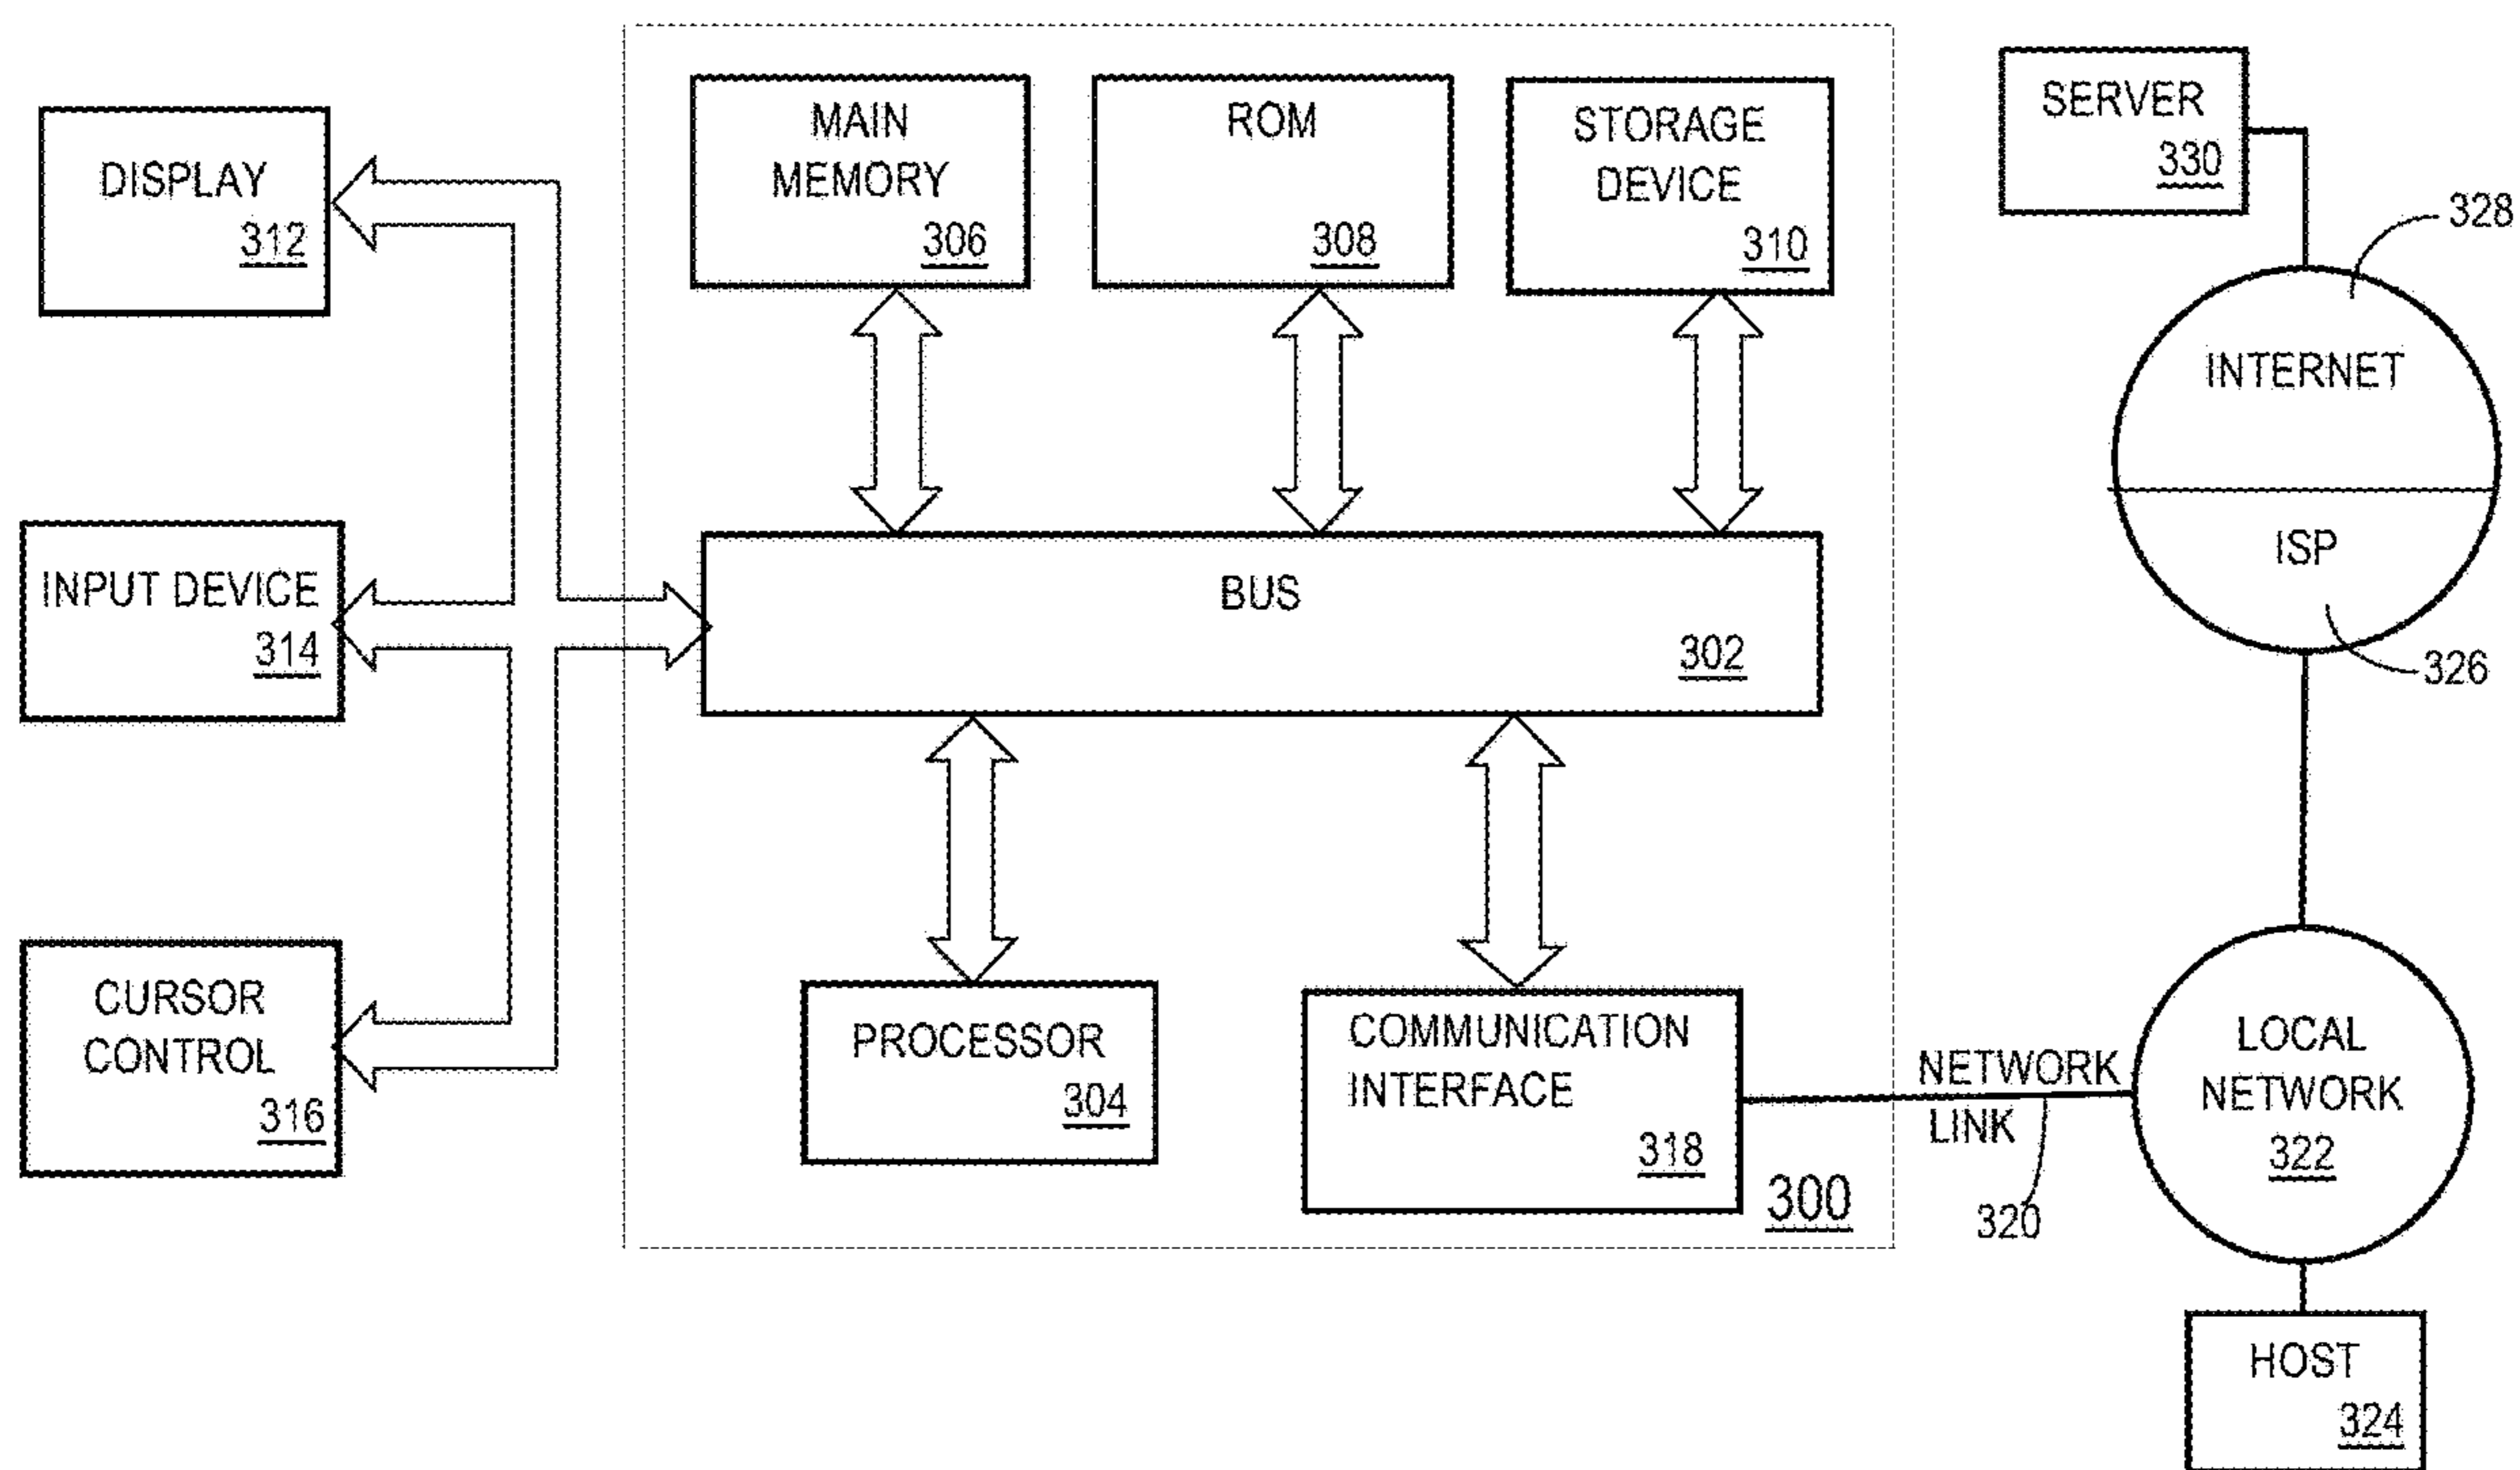 DISPLAY
312
INPUT DEVICE
314
CURSOR
CONTROL
316
MAIN
MEMORY
306
ROM
308
STORAGE
DEVICE
310
BUS
302
PROCESSOR
304
COMMUNICATION
INTERFACE
318
300
SERVER
330
328
INTERNET
ISP
326
NETWORK
LINK
320
LOCAL
NETWORK
322
HOST
324